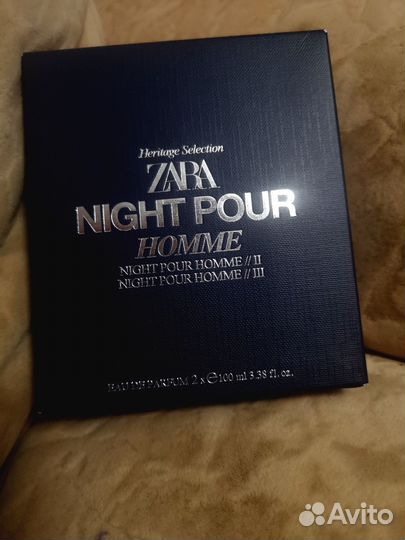 Heritage Selection
ZARA
NIGHT POUR
HOMME
NIGHT POUR HOMME // II
NIGHT POUR HOMME // III
EAU DE PARFUM 2 x ℮ 100 ml 3.38 fl. oz.
Avito